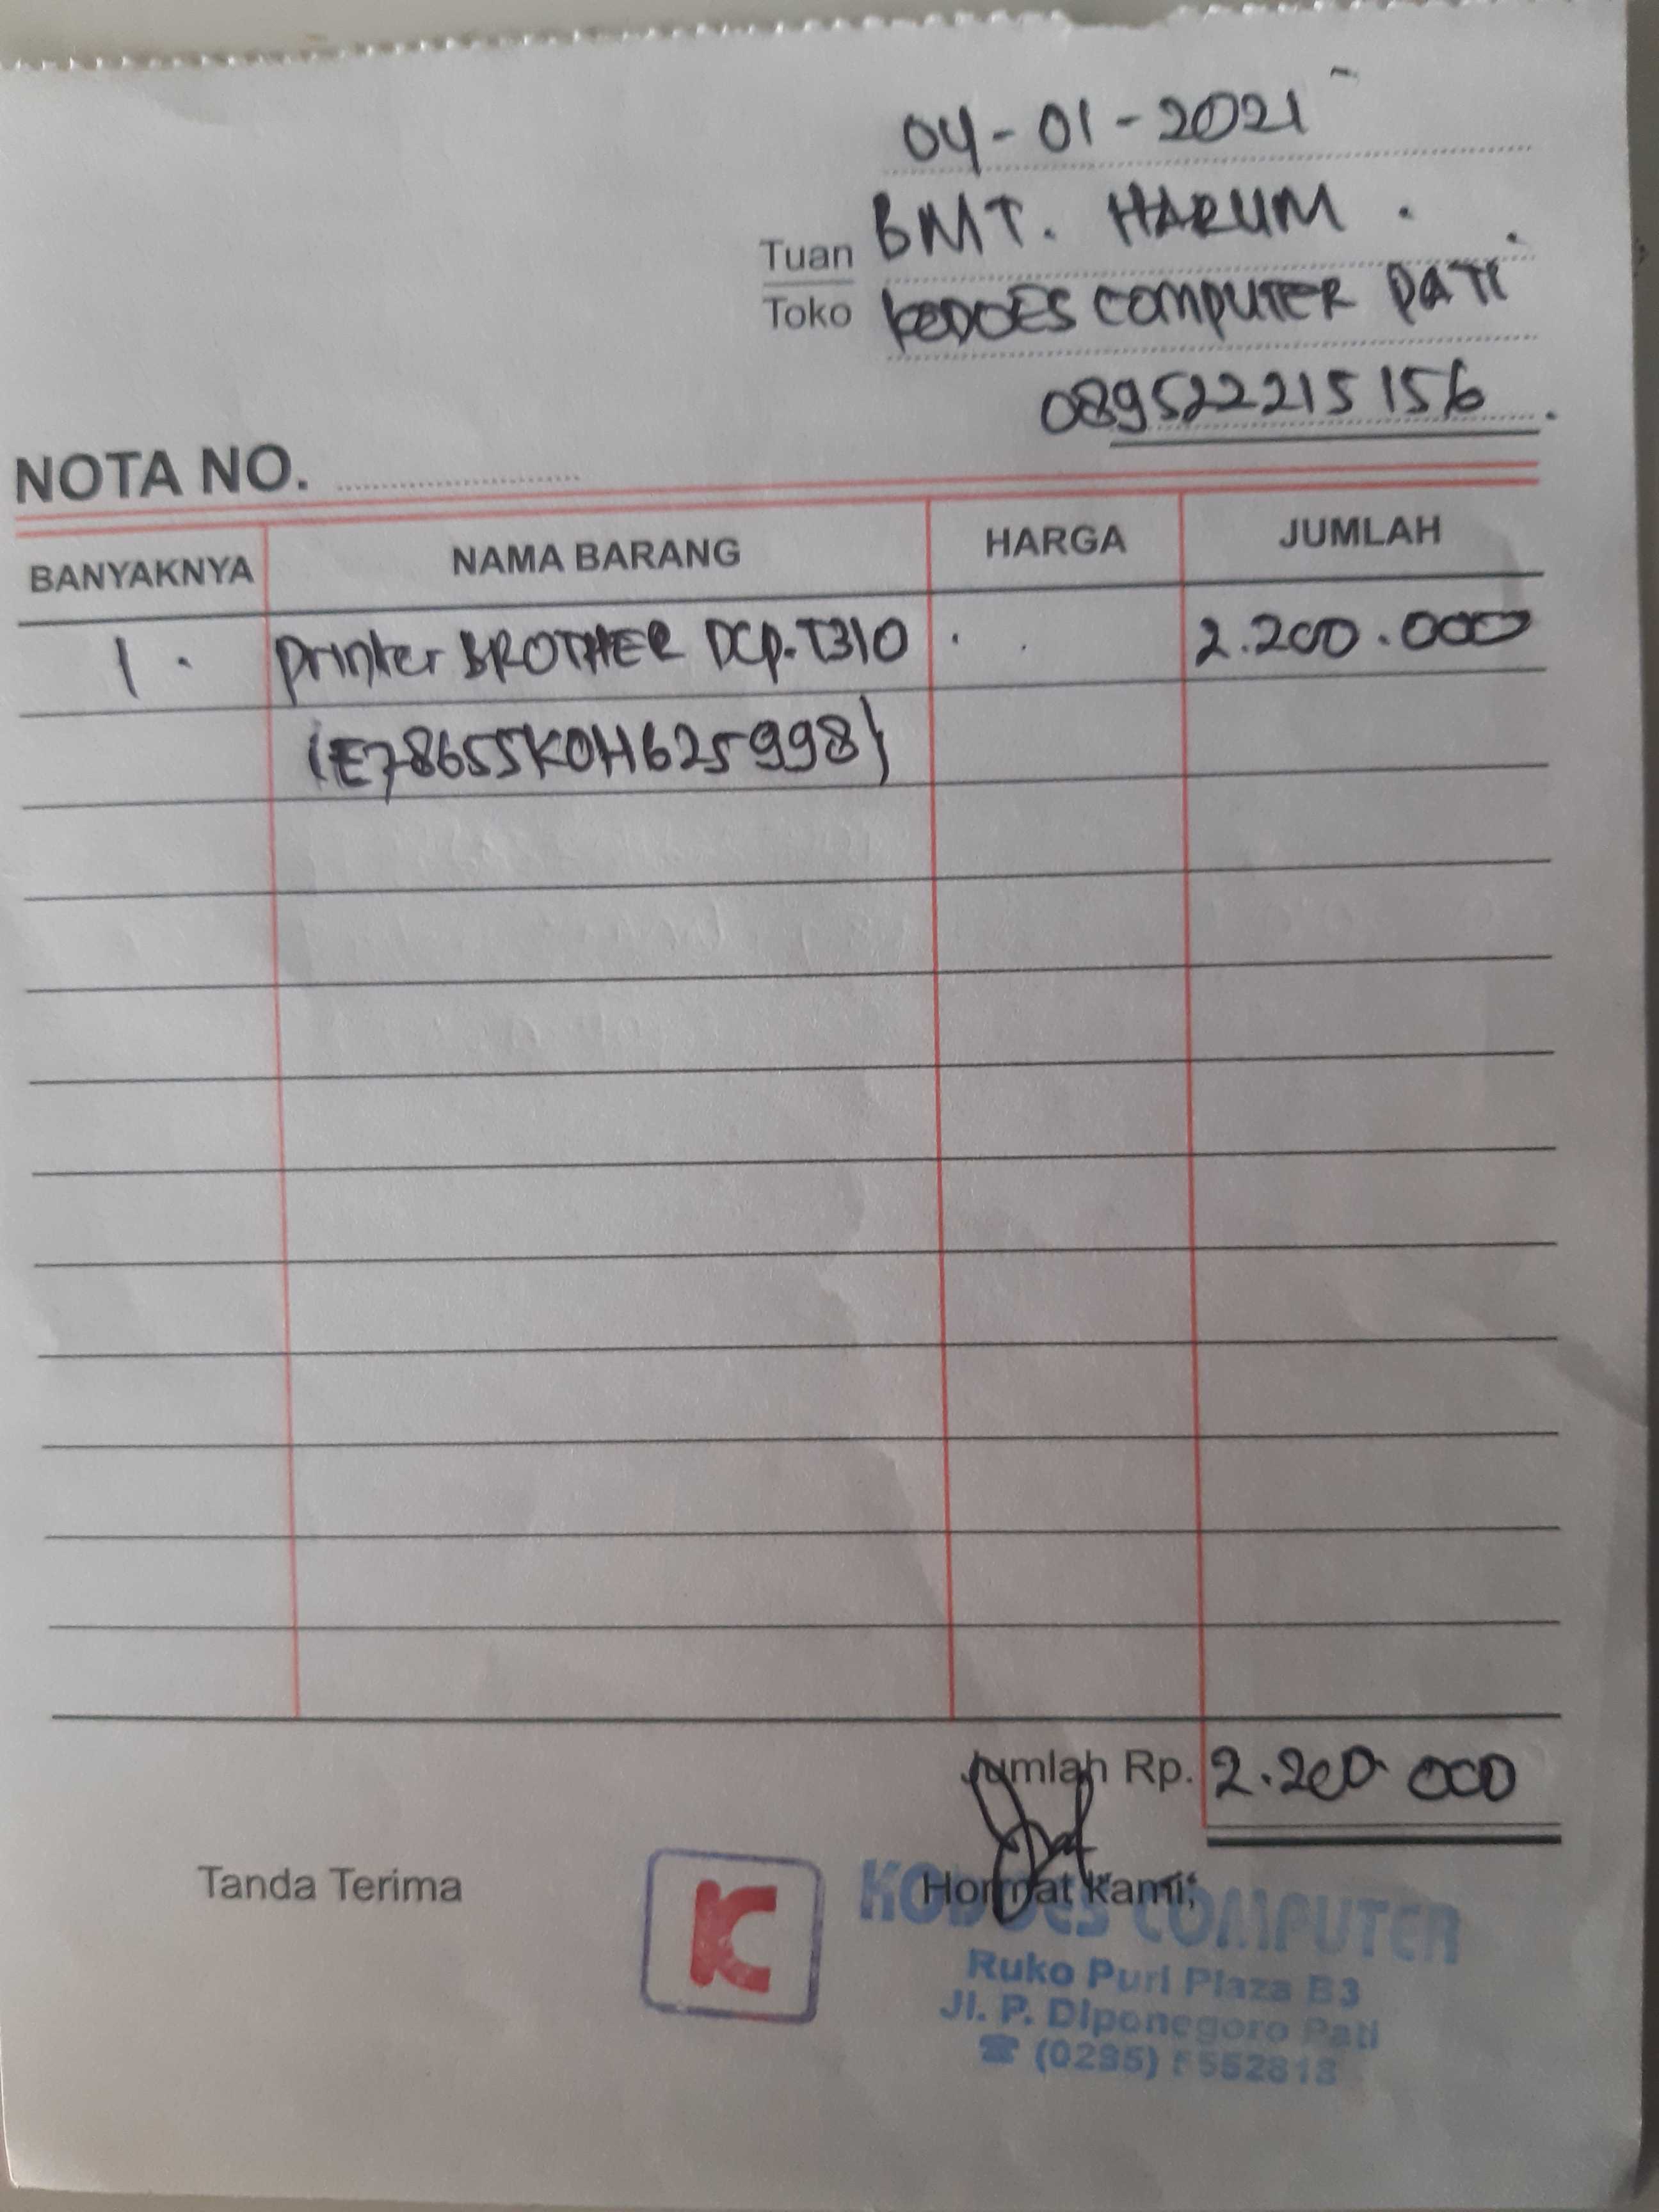 04-01-2021
Tuan BMT. HARUM.
Toko KODOES COMPUTER PATI.
089522215156
NOTA NO.
BANYAKNYA NAMA BARANG HARGA JUMLAH
1. Printer BROTHER DCP.T310 2.200.000
(E78655K0H625998)
Jumlah Rp. 2.200.000
Tanda Terima Hormat Kami;
KC
KODOES COMPUTER
Ruko Puri Plaza B3
Jl. P. Diponegoro Pati
☎ (0295)